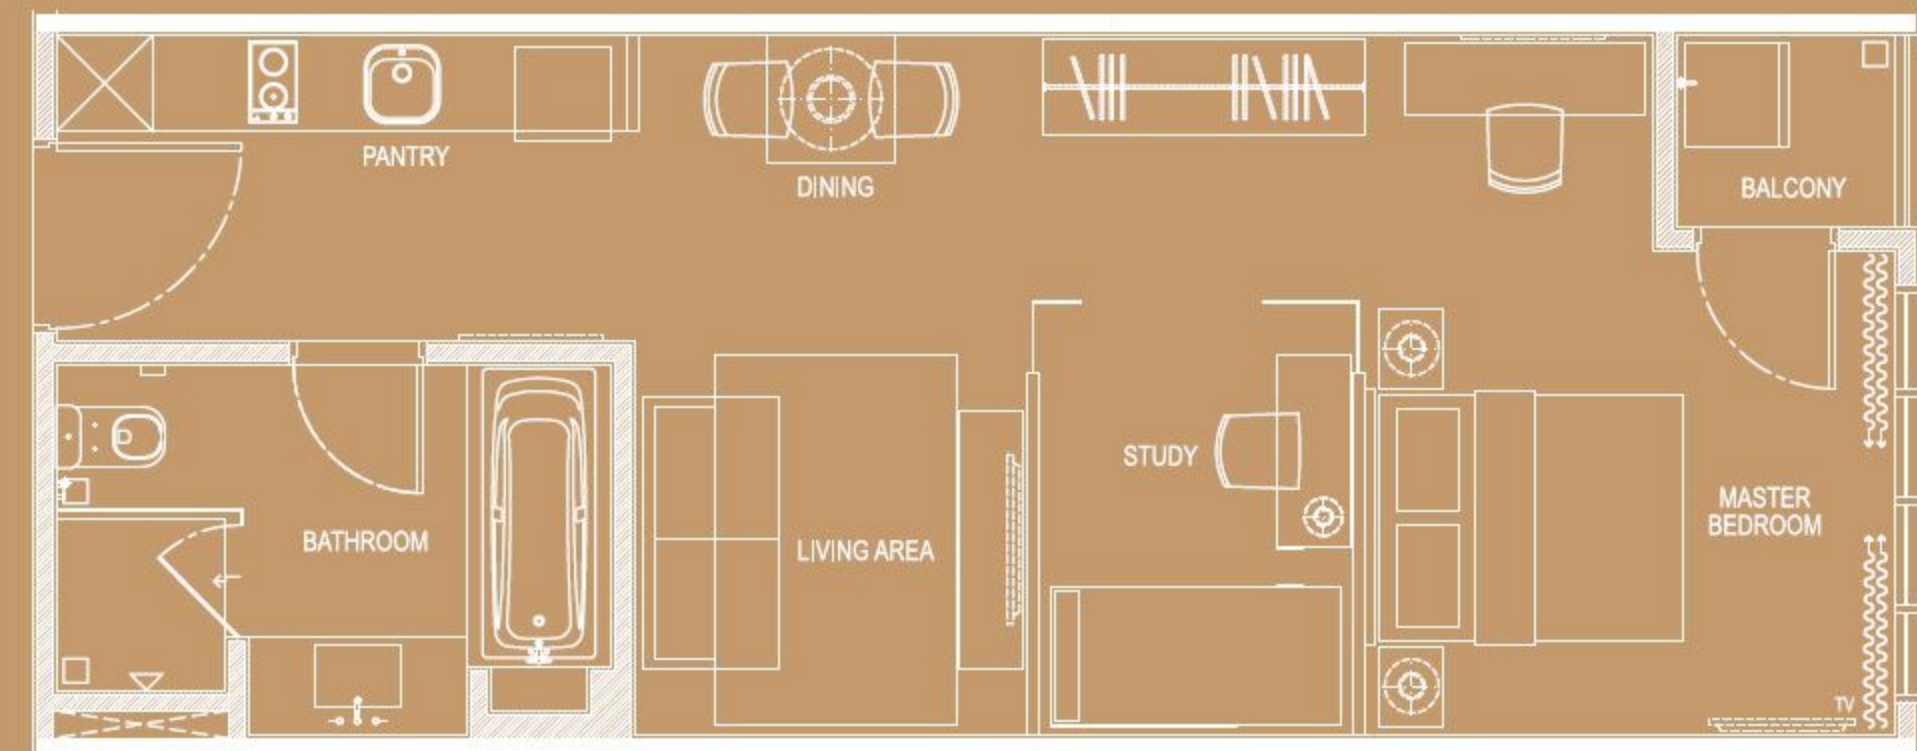 PANTRY
DINING
BALCONY
STUDY
MASTER
BEDROOM
BATHROOM
LIVING AREA
TV